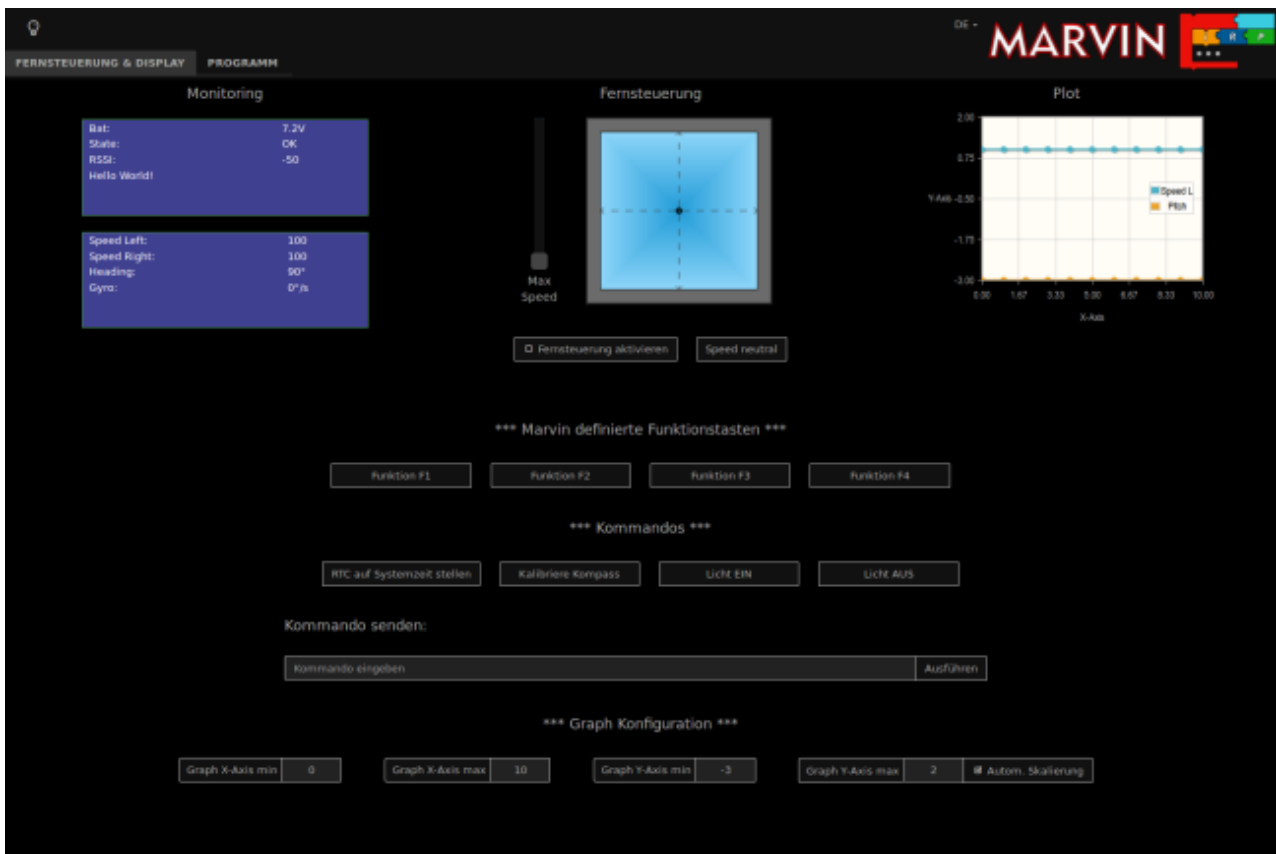 DE
MARVIN
R P
FERNSTEUERUNG & DISPLAY PROGRAMM
Monitoring
Bat: 7.2V
State: OK
RSSI: -50
Hello World!
Speed Left: 100
Speed Right: 100
Heading: 90°
Gyro: 0°/s
Fernsteuerung
Max
Speed
Fernsteuerung aktivieren
Speed neutral
Plot
2.00
0.75
Y-Axis -0.50
-1.75
-3.00
Speed L
Pitch
0.00 1.67 3.33 5.00 6.67 8.33 10.00
X-Axis
*** Marvin definierte Funktionstasten ***
Funktion F1 Funktion F2 Funktion F3 Funktion F4
*** Kommandos ***
RTC auf Systemzeit stellen Kalibriere Kompass Licht EIN Licht AUS
Kommando senden:
Kommando eingeben Ausführen
*** Graph Konfiguration ***
Graph X-Axis min 0 Graph X-Axis max 10 Graph Y-Axis min -3 Graph Y-Axis max 2 Autom. Skalierung